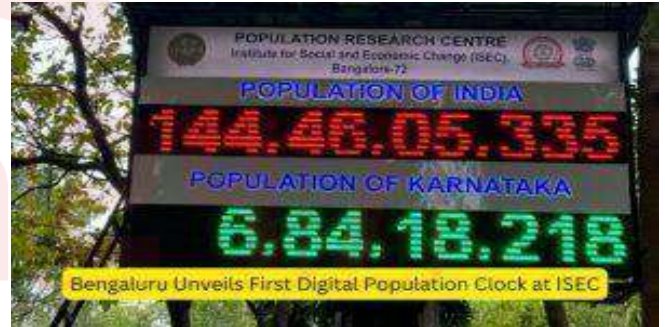 POPULATION RESEARCH CENTRE
Institute for Social and Economic Change (ISEC)
Bangalore-72
POPULATION OF INDIA
144.46.05.335
POPULATION OF KARNATAKA
6.84.18.218
Bengaluru Unveils First Digital Population Clock at ISEC